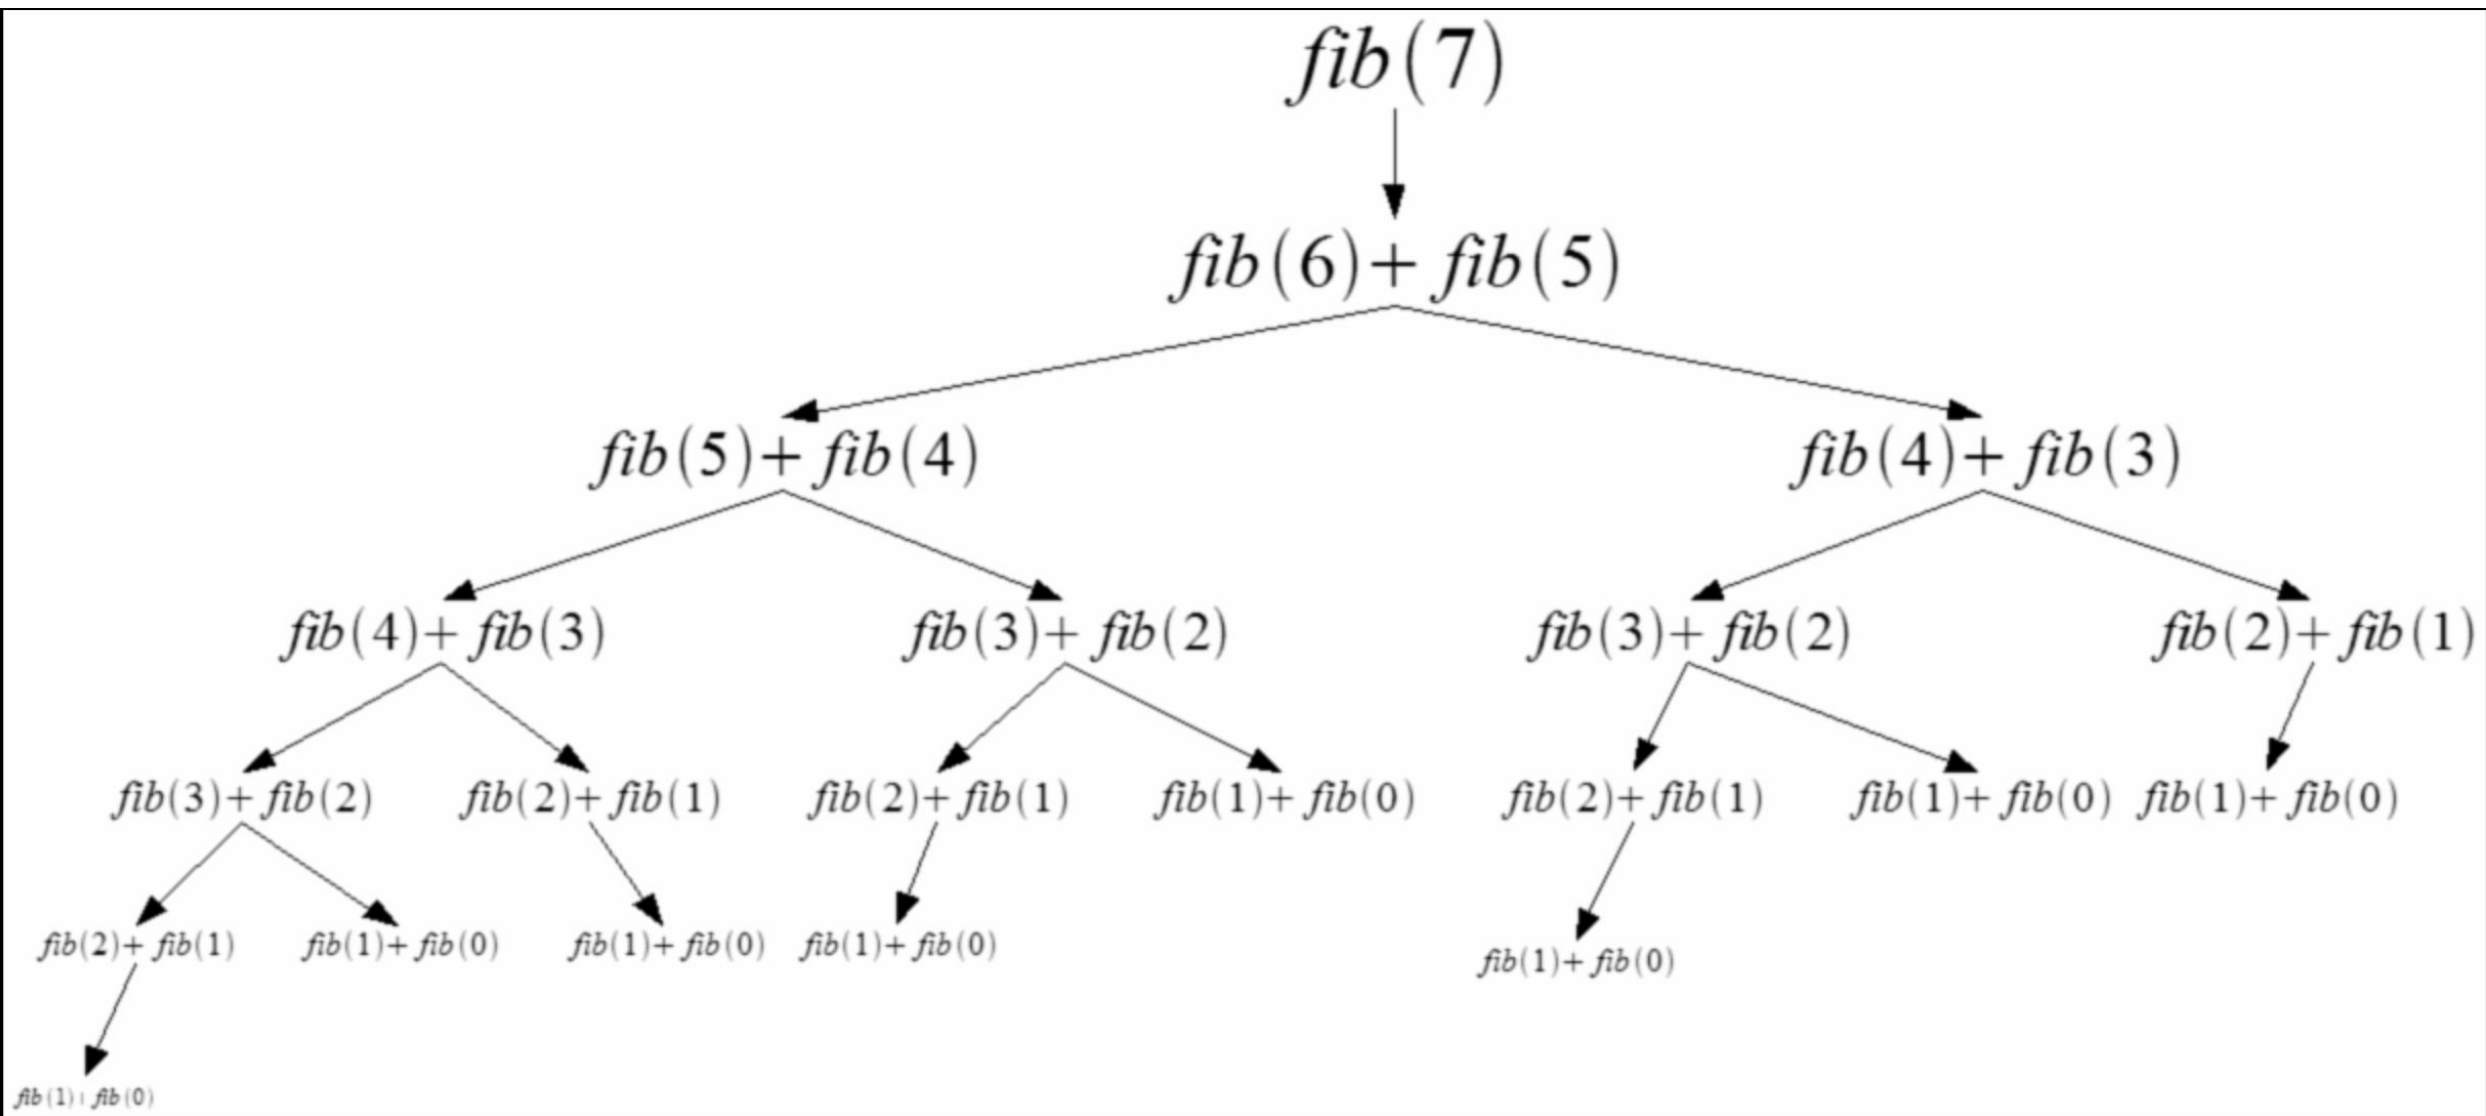 fib(7)
fib(6)+ fib(5)
fib(5)+ fib(4)
fib(4)+ fib(3)
fib(4)+ fib(3)
fib(3)+ fib(2)
fib(3)+ fib(2)
fib(2)+ fib(1)
fib(3)+ fib(2)
fib(2)+ fib(1)
fib(2)+ fib(1)
fib(1)+ fib(0)
fib(2)+ fib(1)
fib(1)+ fib(0)
fib(1)+ fib(0)
fib(2)+ fib(1)
fib(1)+ fib(0)
fib(1)+ fib(0)
fib(1)+ fib(0)
fib(1)+ fib(0)
fib(1)+ fib(0)